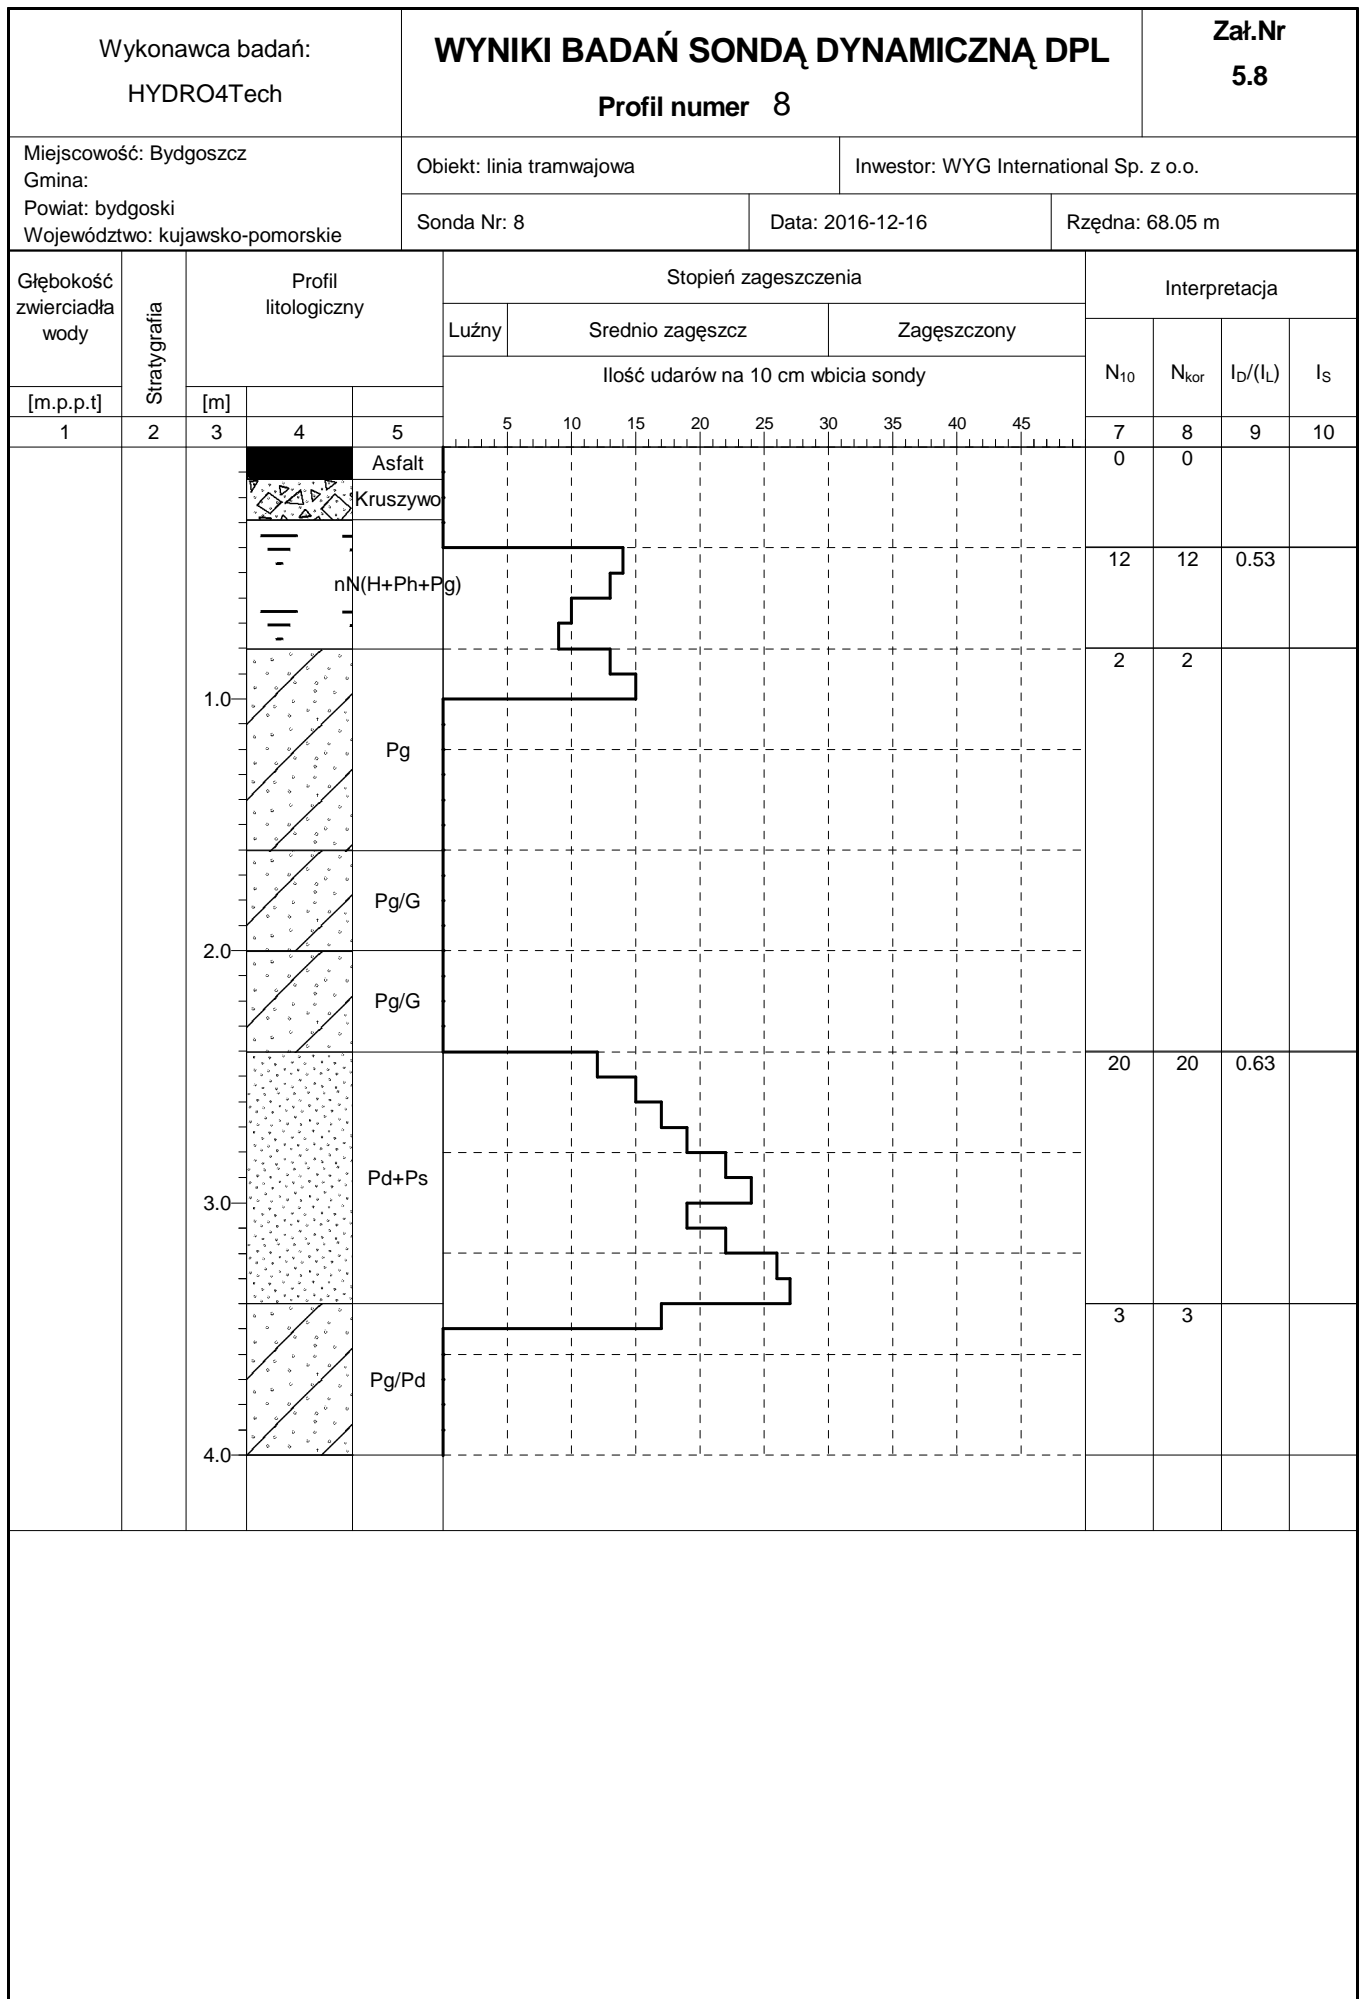 Wykonawca badań:
HYDRO4Tech
WYNIKI BADAŃ SONDĄ DYNAMICZNĄ DPL
Profil numer 8
Zał.Nr
5.8
Miejscowość: Bydgoszcz
Gmina:
Powiat: bydgoski
Województwo: kujawsko-pomorskie
Obiekt: linia tramwajowa
Inwestor: WYG International Sp. z o.o.
Sonda Nr: 8
Data: 2016-12-16
Rzędna: 68.05 m
Głębokość
zwierciadła
wody
[m.p.p.t]
Stratygrafia
Profil
litologiczny
[m]
Stopień zageszczenia
Luźny
Srednio zagęszcz
Zagęszczony
Ilość udarów na 10 cm wbicia sondy
Interpretacja
N10 Nkor ID/(IL) IS
5 10 15 20 25 30 35 40 45
1 2 3 4 5 7 8 9 10
Asfalt
0 0
Kruszywo
nN(H+Ph+Pg)
12 12 0.53
2 2
1.0
Pg
Pg/G
2.0
Pg/G
20 20 0.63
Pd+Ps
3.0
3 3
Pg/Pd
4.0